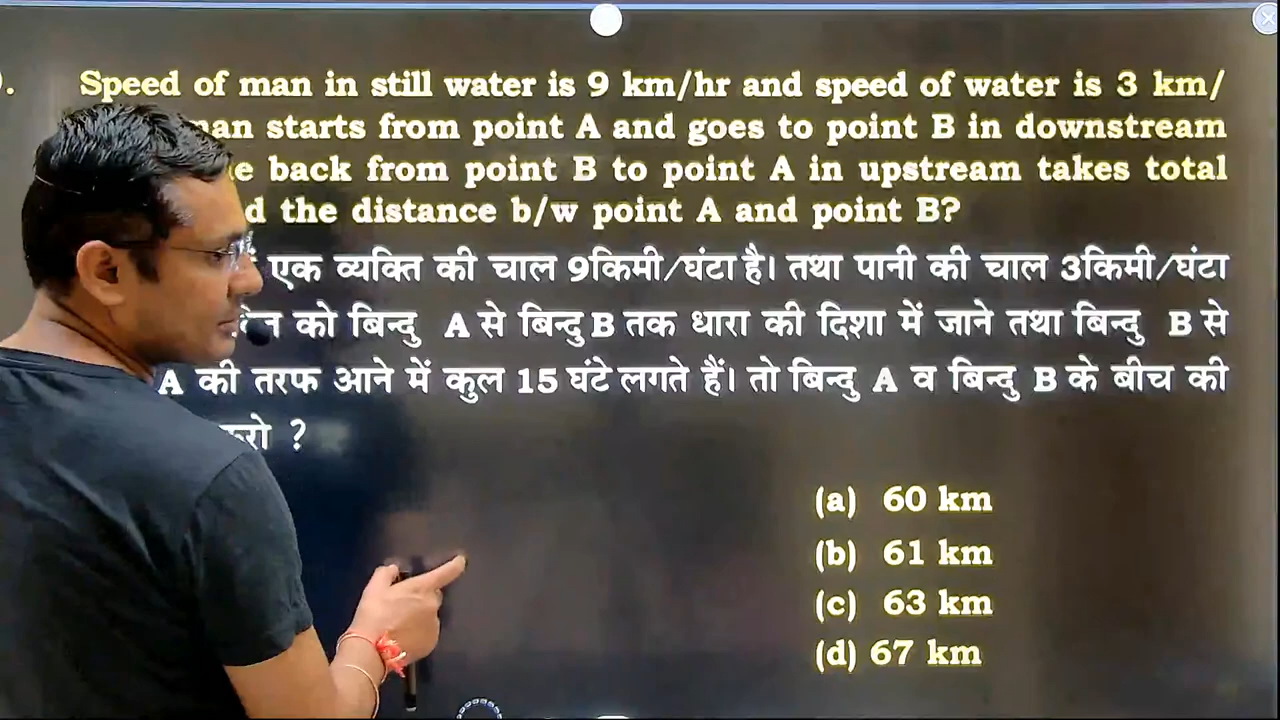 Speed of man in still water is 9 km/hr and speed of water is 3 km/
man starts from point A and goes to point B in downstream
back from point B to point A in upstream takes total
the distance b/w point A and point B?
एक व्यक्ति की चाल 9किमी/घंटा है। तथा पानी की चाल 3किमी/घंटा
को बिन्दु A से बिन्दु B तक धारा की दिशा में जाने तथा बिन्दु B से
A की तरफ आने में कुल 15 घंटे लगते हैं। तो बिन्दु A व बिन्दु B के बीच की
?
(a) 60 km
(b) 61 km
(c) 63 km
(d) 67 km